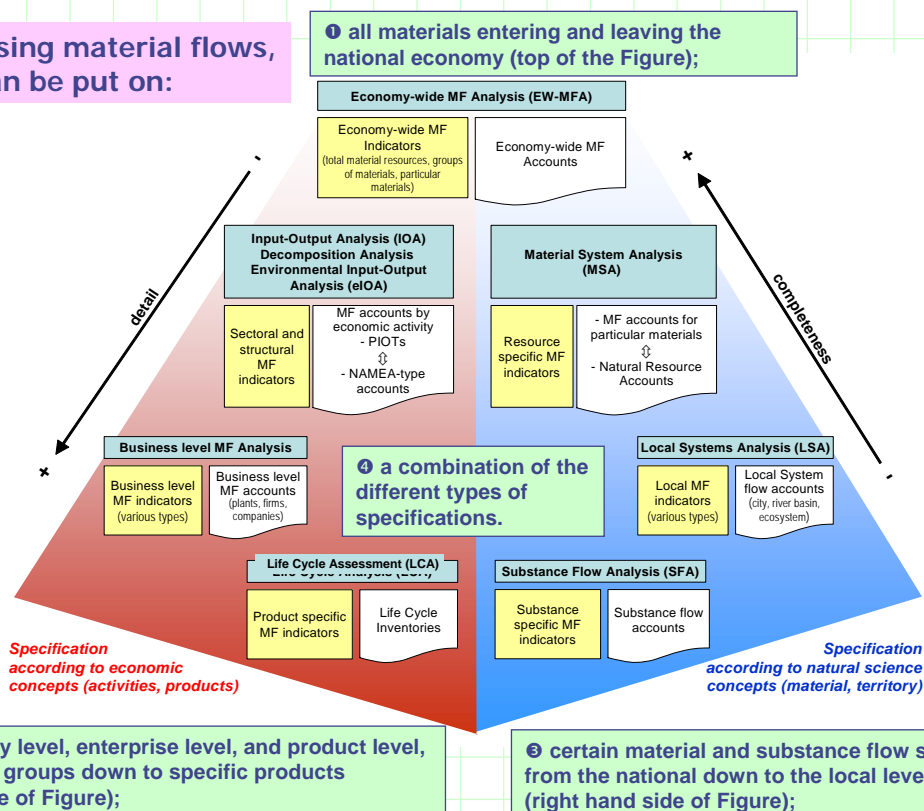 sing material flows,
n be put on:
❶ all materials entering and leaving the
national economy (top of the Figure);
Economy-wide MF Analysis (EW-MFA)
Economy-wide MF
Indicators
(total material resources, groups
of materials, particular
materials)
Economy-wide MF
Accounts
-
detail
+
+
completeness
-
Input-Output Analysis (IOA)
Decomposition Analysis
Environmental Input-Output
Analysis (eIOA)
Sectoral and
structural
MF
indicators
MF accounts by
economic activity
- PIOTs
⇕
- NAMEA-type
accounts
Material System Analysis
(MSA)
Resource
specific MF
indicators
- MF accounts for
particular materials
⇕
- Natural Resource
Accounts
Business level MF Analysis
Business level
MF indicators
(various types)
Business level
MF accounts
(plants, firms,
companies)
❹ a combination of the
different types of
specifications.
Local Systems Analysis (LSA)
Local MF
indicators
(various types)
Local System
flow accounts
(city, river basin,
ecosystem)
Life Cycle Assessment (LCA)
Product specific
MF indicators
Life Cycle
Inventories
Substance Flow Analysis (SFA)
Substance
specific MF
indicators
Substance flow
accounts
Specification
according to economic
concepts (activities, products)
Specification
according to natural science
concepts (material, territory)
y level, enterprise level, and product level,
groups down to specific products
e of Figure);
❸ certain material and substance flow s
from the national down to the local leve
(right hand side of Figure);